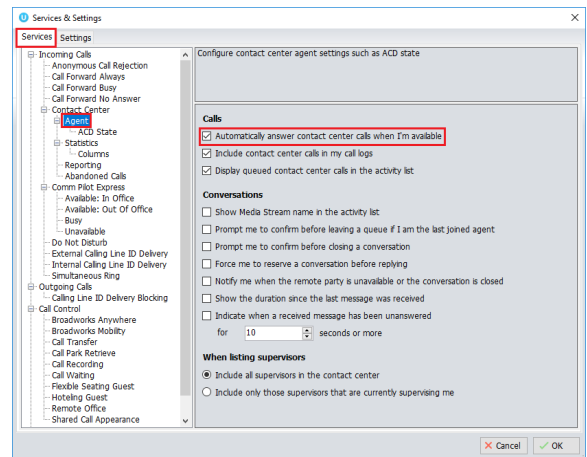 Services & Settings
Services Settings
Incoming Calls
Anonymous Call Rejection
Call Forward Always
Call Forward Busy
Call Forward No Answer
Contact Center
Agent
ACD State
Statistics
Columns
Reporting
Abandoned Calls
Comm Pilot Express
Available: In Office
Available: Out Of Office
Busy
Unavailable
Do Not Disturb
External Calling Line ID Delivery
Internal Calling Line ID Delivery
Simultaneous Ring
Outgoing Calls
Calling Line ID Delivery Blocking
Call Control
Broadworks Anywhere
Broadworks Mobility
Call Transfer
Call Park Retrieve
Call Recording
Call Waiting
Flexible Seating Guest
Hoteling Guest
Remote Office
Shared Call Appearance
Configure contact center agent settings such as ACD state
Calls
Automatically answer contact center calls when I'm available
Include contact center calls in my call logs
Display queued contact center calls in the activity list
Conversations
Show Media Stream name in the activity list
Prompt me to confirm before leaving a queue if I am the last joined agent
Prompt me to confirm before closing a conversation
Force me to reserve a conversation before replying
Notify me when the remote party is unavailable or the conversation is closed
Show the duration since the last message was received
Indicate when a received message has been unanswered
for 10 seconds or more
When listing supervisors
Include all supervisors in the contact center
Include only those supervisors that are currently supervising me
Cancel OK